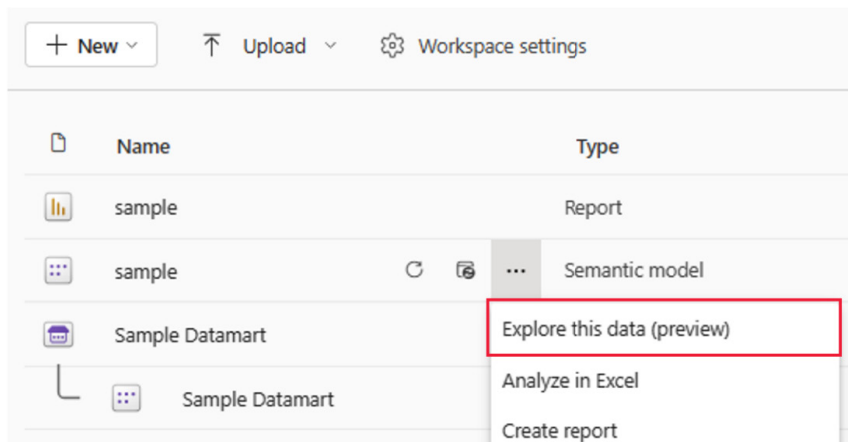 New Upload Workspace settings
Name Type
sample Report
sample ... Semantic model
Sample Datamart Explore this data (preview)
Analyze in Excel
Sample Datamart
Create report